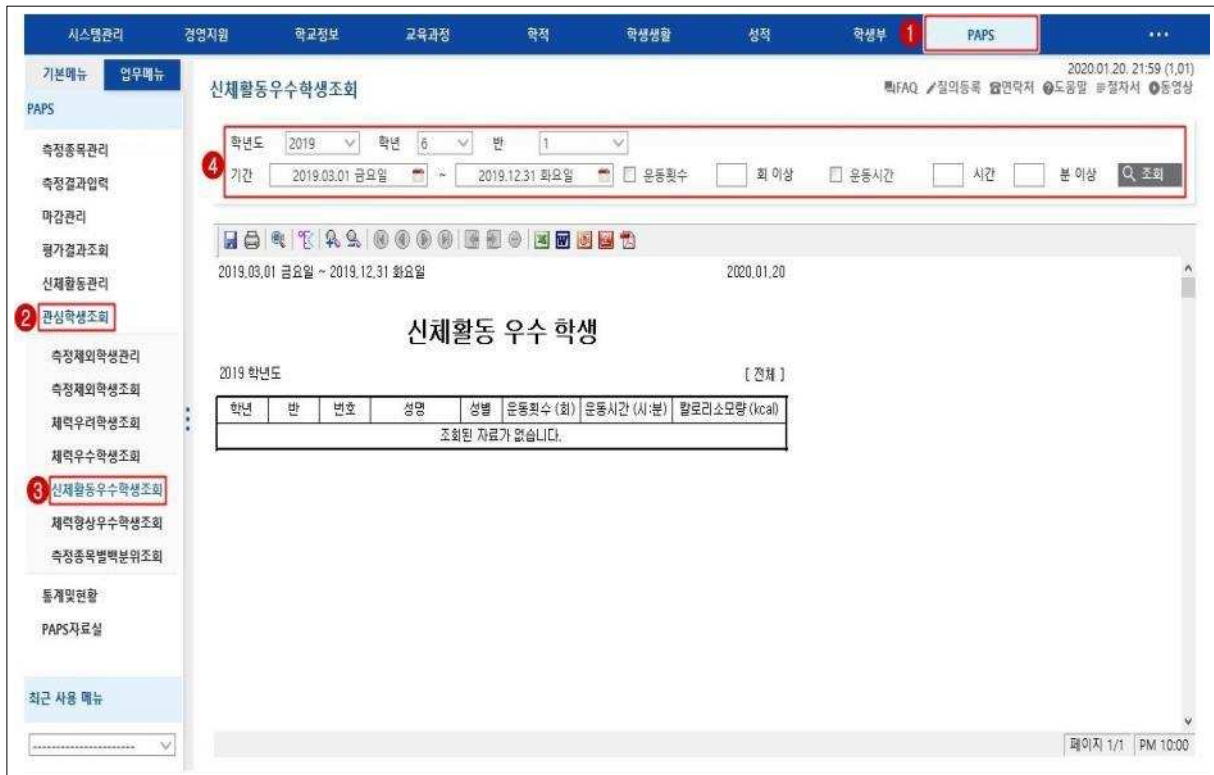 시스템관리 경영지원 학교정보 교육과정 학적 학생생활 성적 학생부 1 PAPS ...
기본메뉴 업무메뉴
2020.01.20. 21:59 (1,01)
신체활동우수학생조회
FAQ 질의등록 연락처 도움말 절차서 동영상
PAPS
측정종목관리
측정결과입력
마감관리
평가결과조회
신체활동관리
2 관심학생조회
측정제외학생관리
측정제외학생조회
체력우려학생조회
체력우수학생조회
3 신체활동우수학생조회
체력향상우수학생조회
측정종목별백분위조회
통계및현황
PAPS자료실
최근 사용 메뉴
--------------------
4
학년도 2019 학년 6 반 1
기간 2019.03.01 금요일 ~ 2019.12.31 화요일 운동횟수 회 이상 운동시간 시간 분 이상 조회
2019.03.01 금요일 ~ 2019.12.31 화요일 2020.01.20
신체활동 우수 학생
2019 학년도 [ 전체 ]
학년 반 번호 성명 성별 운동횟수 (회) 운동시간 (시:분) 칼로리소모량 (kcal)
조회된 자료가 없습니다.
페이지 1/1 PM 10:00